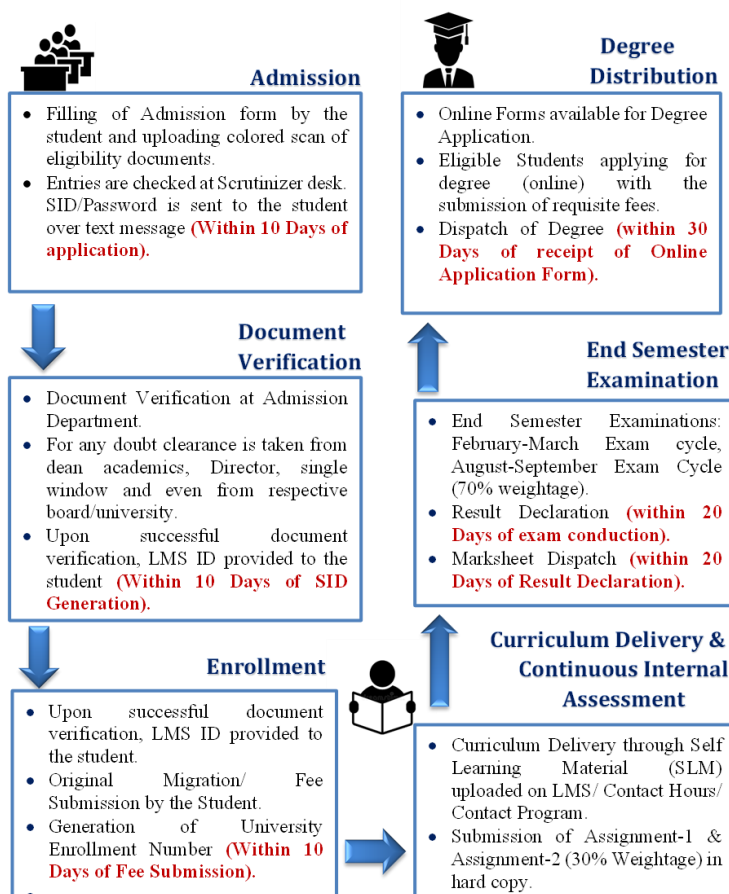 Admission
• Filling of Admission form by the
student and uploading colored scan of
eligibility documents.
• Entries are checked at Scrutinizer desk.
SID/Password is sent to the student
over text message (Within 10 Days of
application).
Document
Verification
• Document Verification at Admission
Department.
• For any doubt clearance is taken from
dean academics, Director, single
window and even from respective
board/university.
• Upon successful document
verification, LMS ID provided to the
student (Within 10 Days of SID
Generation).
Enrollment
• Upon successful document
verification, LMS ID provided to
the student.
• Original Migration/ Fee
Submission by the Student.
• Generation of University
Enrollment Number (Within 10
Days of Fee Submission).
Curriculum Delivery &
Continuous Internal
Assessment
• Curriculum Delivery through Self
Learning Material (SLM)
uploaded on LMS/ Contact Hours/
Contact Program.
• Submission of Assignment-1 &
Assignment-2 (30% Weightage) in
hard copy.
End Semester
Examination
• End Semester Examinations:
February-March Exam cycle,
August-September Exam Cycle
(70% weightage).
• Result Declaration (within 20
Days of exam conduction).
• Marksheet Dispatch (within 20
Days of Result Declaration).
Degree
Distribution
• Online Forms available for Degree
Application.
• Eligible Students applying for
degree (online) with the
submission of requisite fees.
• Dispatch of Degree (within 30
Days of receipt of Online
Application Form).